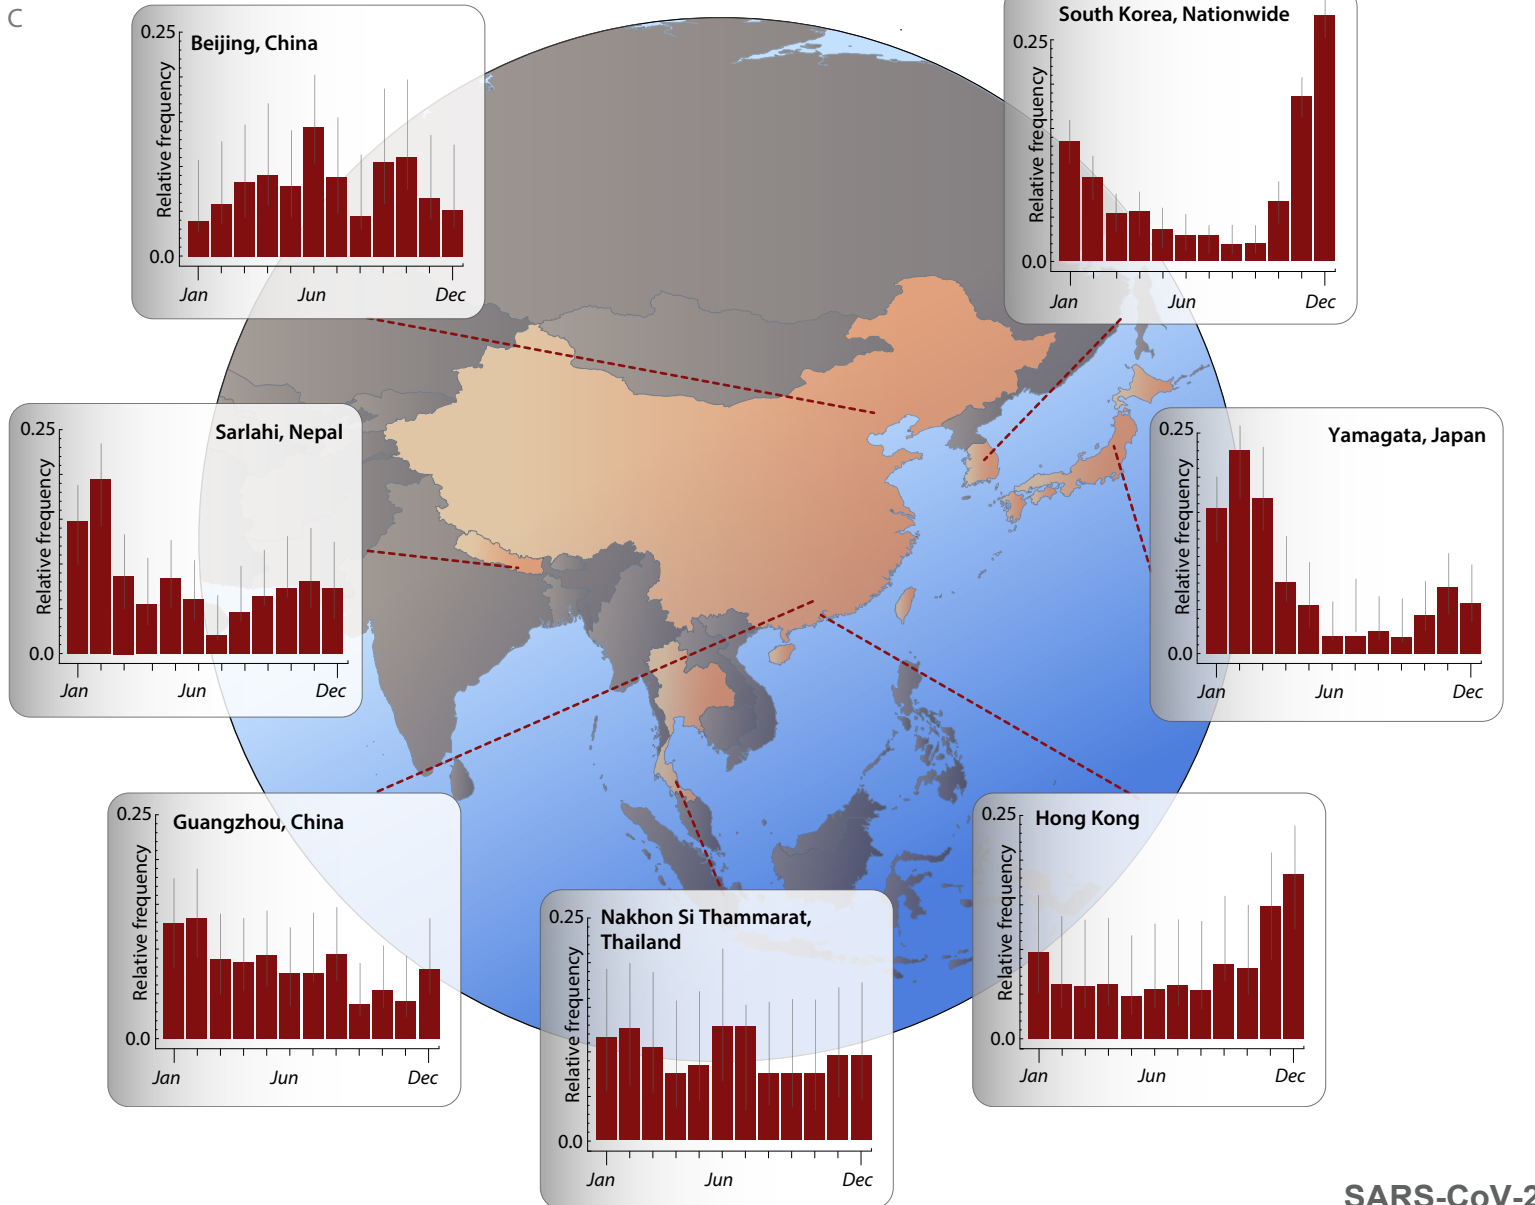 C
Beijing, China
0.25
Relative frequency
0.0
Jan Jun Dec
South Korea, Nationwide
0.25
Relative frequency
0.0
Jan Jun Dec
Sarlahi, Nepal
0.25
Relative frequency
0.0
Jan Jun Dec
Yamagata, Japan
0.25
Relative frequency
0.0
Jan Jun Dec
Guangzhou, China
0.25
Relative frequency
0.0
Jan Jun Dec
Nakhon Si Thammarat,
Thailand
0.25
Relative frequency
0.0
Jan Jun Dec
Hong Kong
0.25
Relative frequency
0.0
Jan Jun Dec
SARS-CoV-2